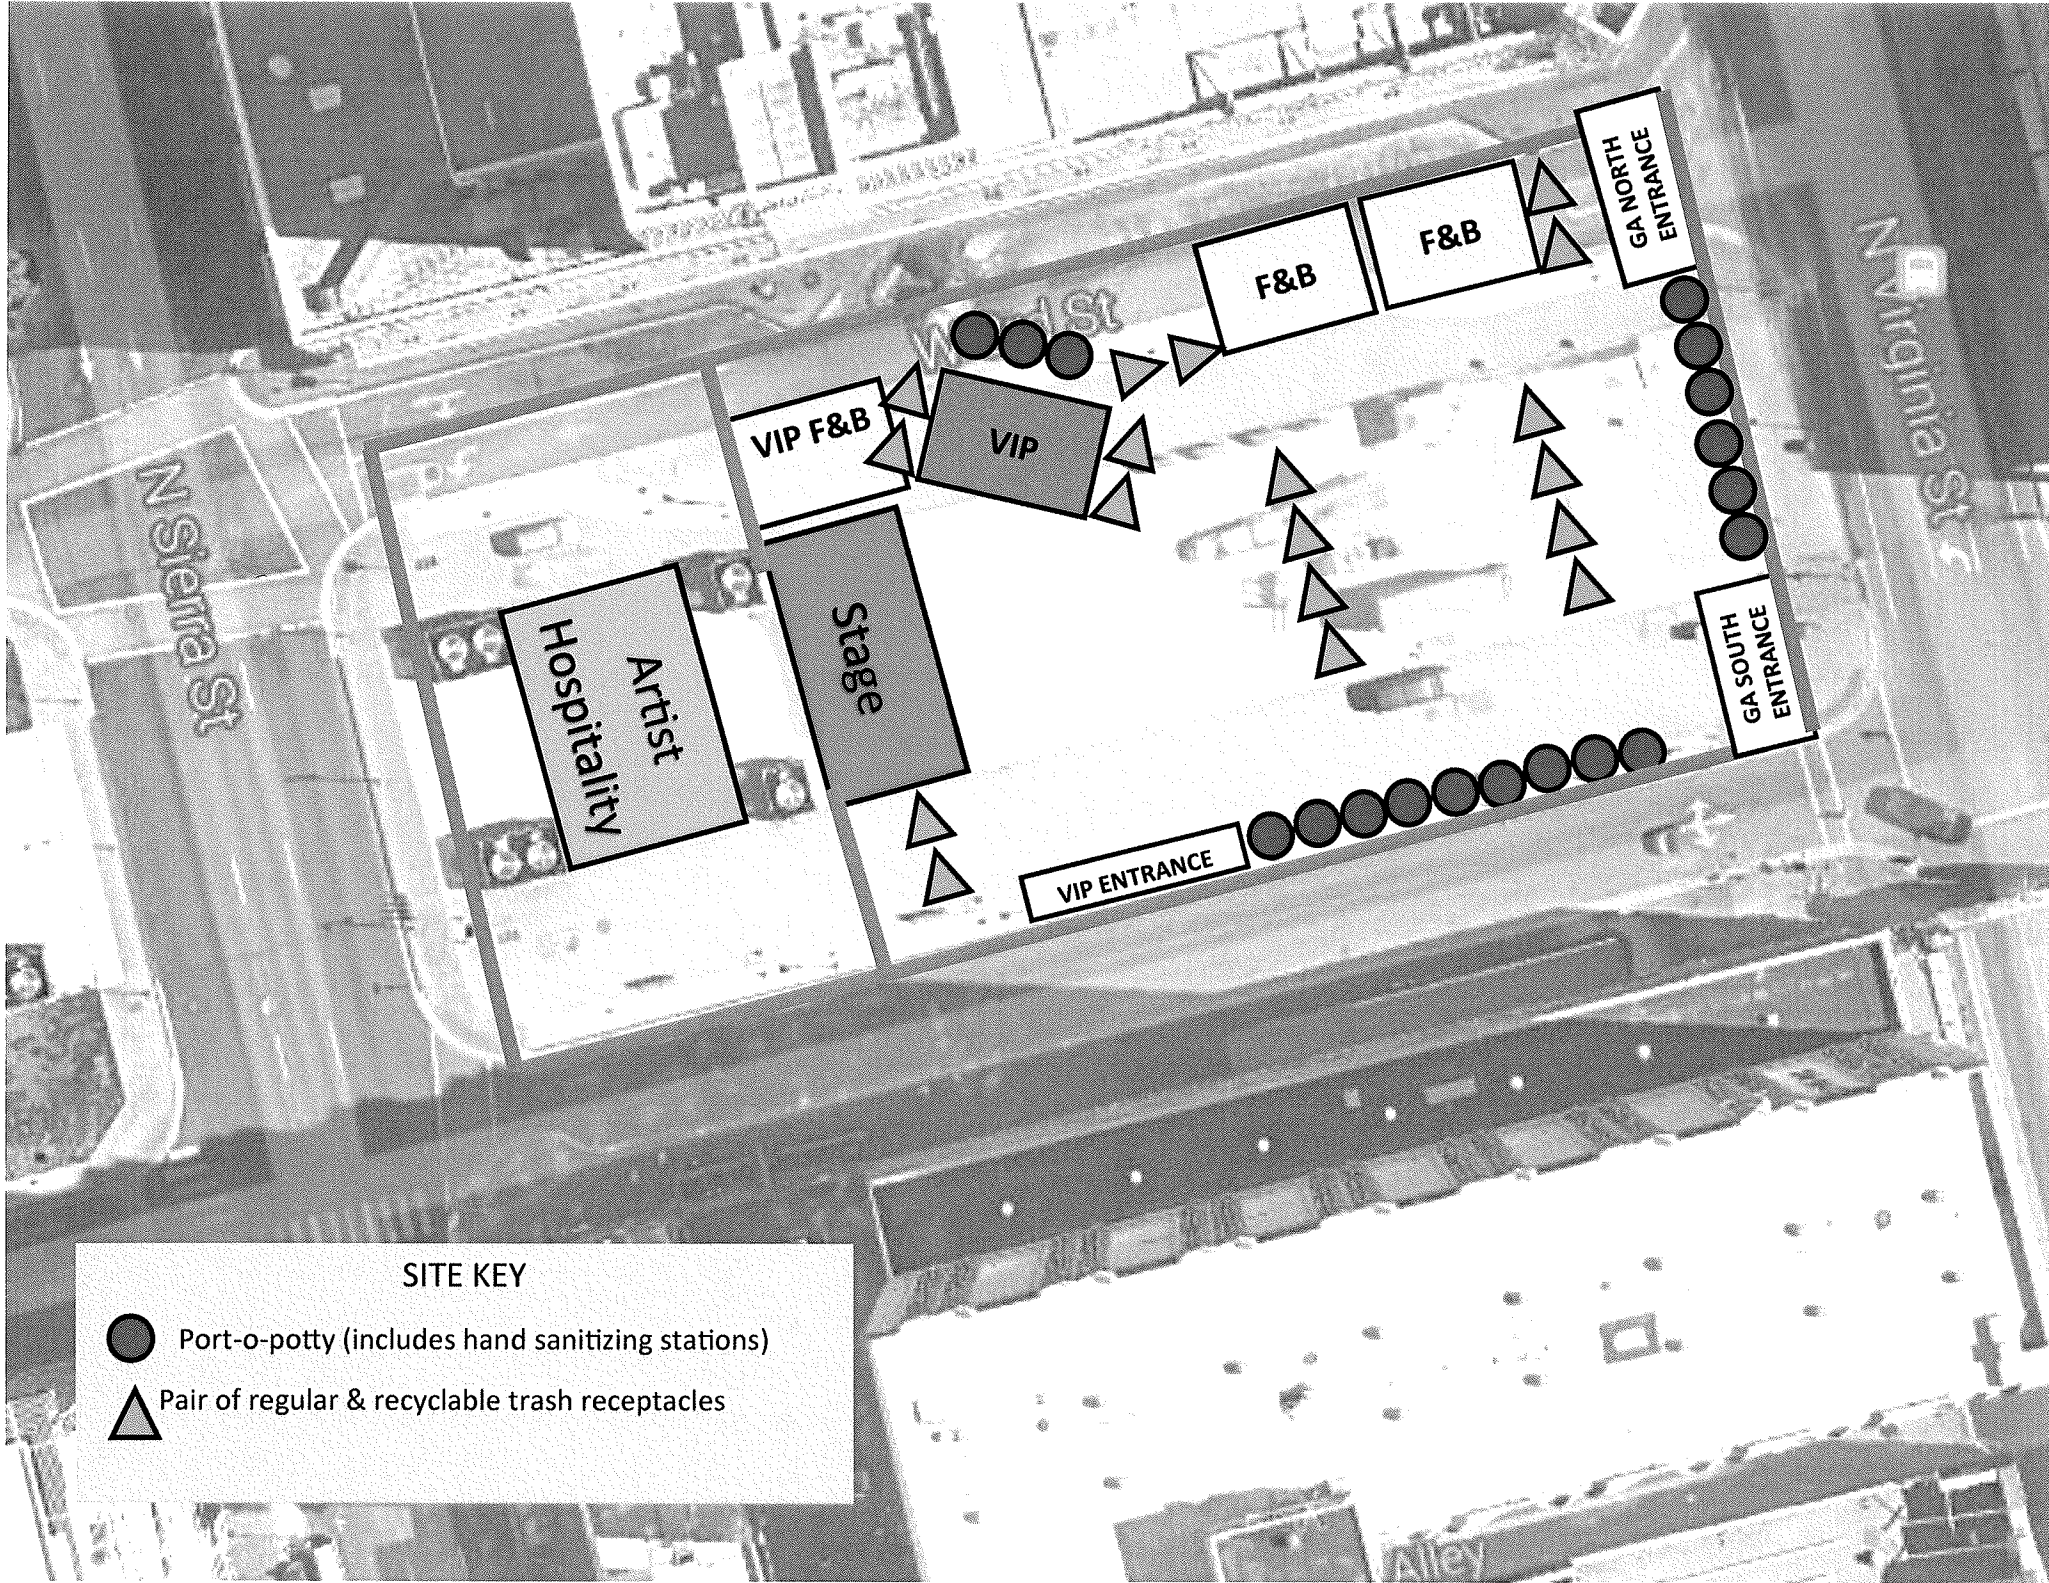 GA NORTH
ENTRANCE
F&B
F&B
N Virginia St
VIP F&B
VIP
N Sierra St
Stage
Artist
Hospitality
GA SOUTH
ENTRANCE
VIP ENTRANCE
SITE KEY
Port-o-potty (includes hand sanitizing stations)
Pair of regular & recyclable trash receptacles
Alley